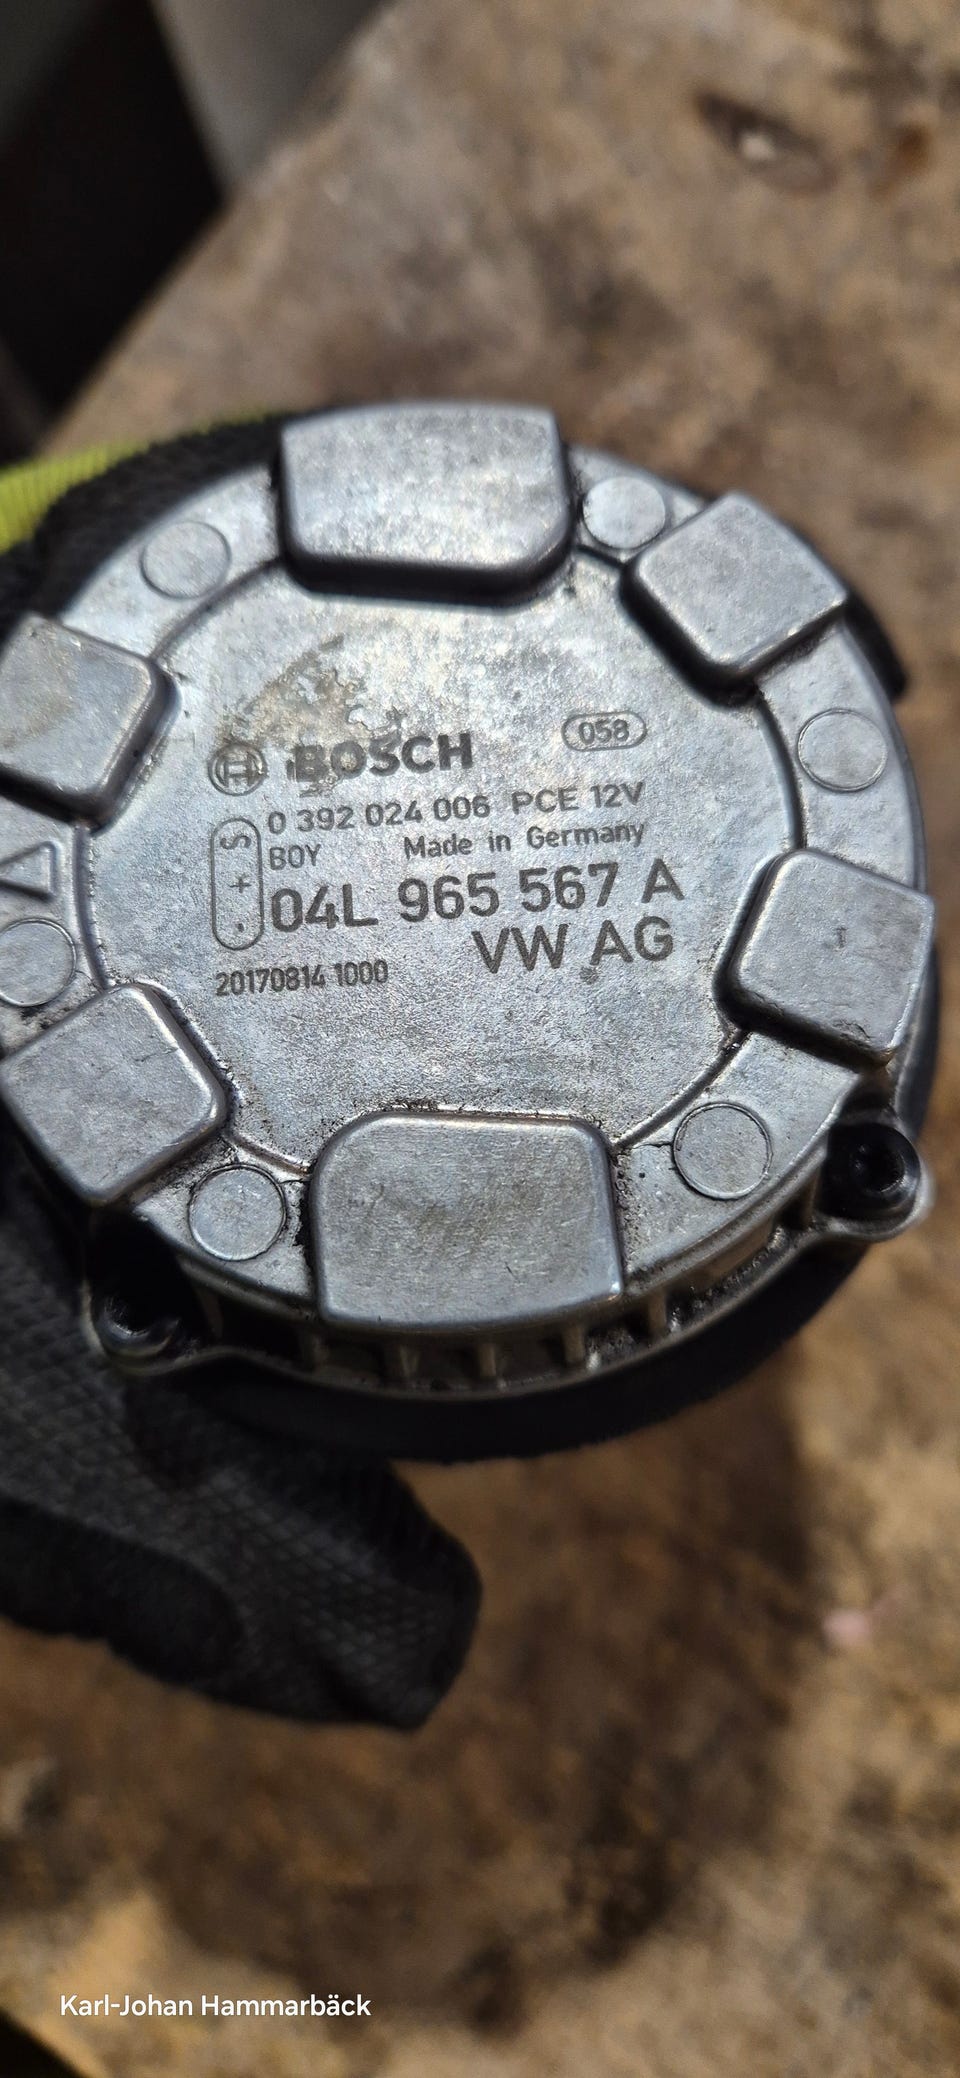 BOSCH
058
0 392 024 006 PCE 12V
S + -
BOY Made in Germany
04L 965 567 A
VW AG
20170814 1000
Karl-Johan Hammarbäck